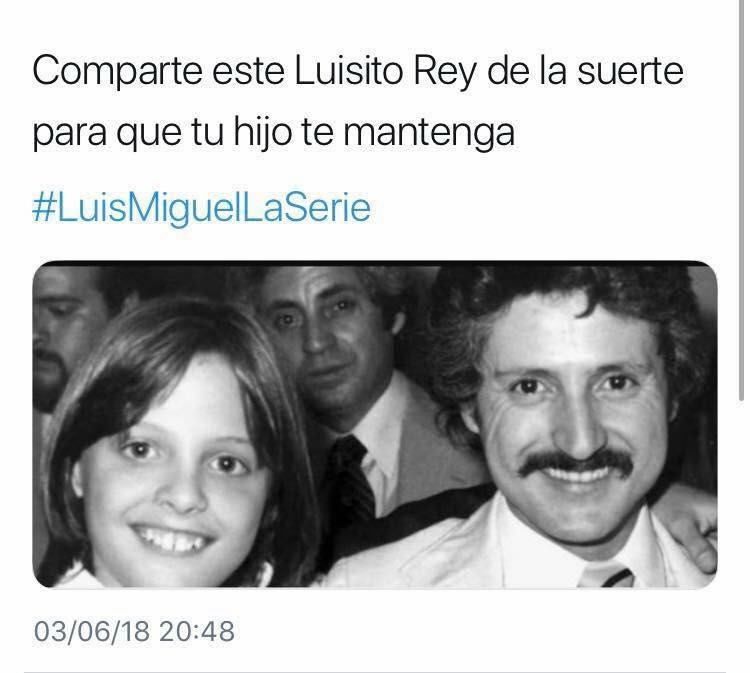 Comparte este Luisito Rey de la suerte
para que tu hijo te mantenga
#LuisMiguelLaSerie
03/06/18 20:48